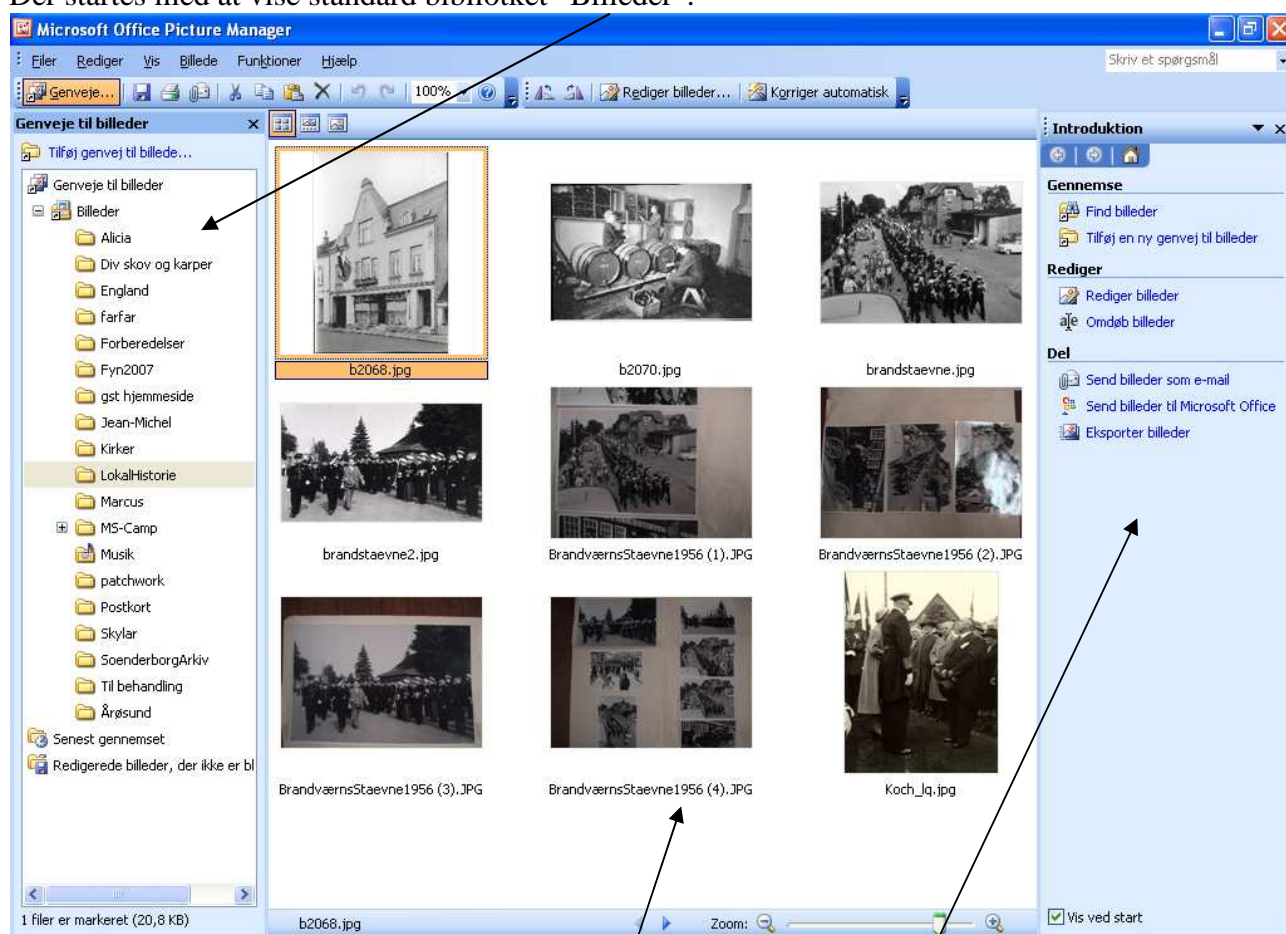 Der startes med at vise standard bibliotket "Billeder".
Microsoft Office Picture Manager
Filer Rediger Vis Billede Funktioner Hjælp
Skriv et spørgsmål
Genveje... 100% Rediger billeder... Korriger automatisk
Genveje til billeder
Tilføj genvej til billede...
Genveje til billeder
Billeder
Alicia
Div skov og karper
England
farfar
Forberedelser
Fyn2007
gst hjemmeside
Jean-Michel
Kirker
LokalHistorie
Marcus
MS-Camp
Musik
patchwork
Postkort
Skylar
SoenderborgArkiv
Til behandling
Årøsund
Senest gennemset
Redigerede billeder, der ikke er bl
1 filer er markeret (20,8 KB)
b2068.jpg
b2070.jpg
brandstaevne.jpg
brandstaevne2.jpg
BrandværnsStaevne1956 (1).JPG
BrandværnsStaevne1956 (2).JPG
BrandværnsStaevne1956 (3).JPG
BrandværnsStaevne1956 (4).JPG
Koch_lq.jpg
b2068.jpg
Zoom:
Introduktion
Gennemse
Find billeder
Tilføj en ny genvej til billeder
Rediger
Rediger billeder
Omdøb billeder
Del
Send billeder som e-mail
Send billeder til Microsoft Office
Eksporter billeder
Vis ved start